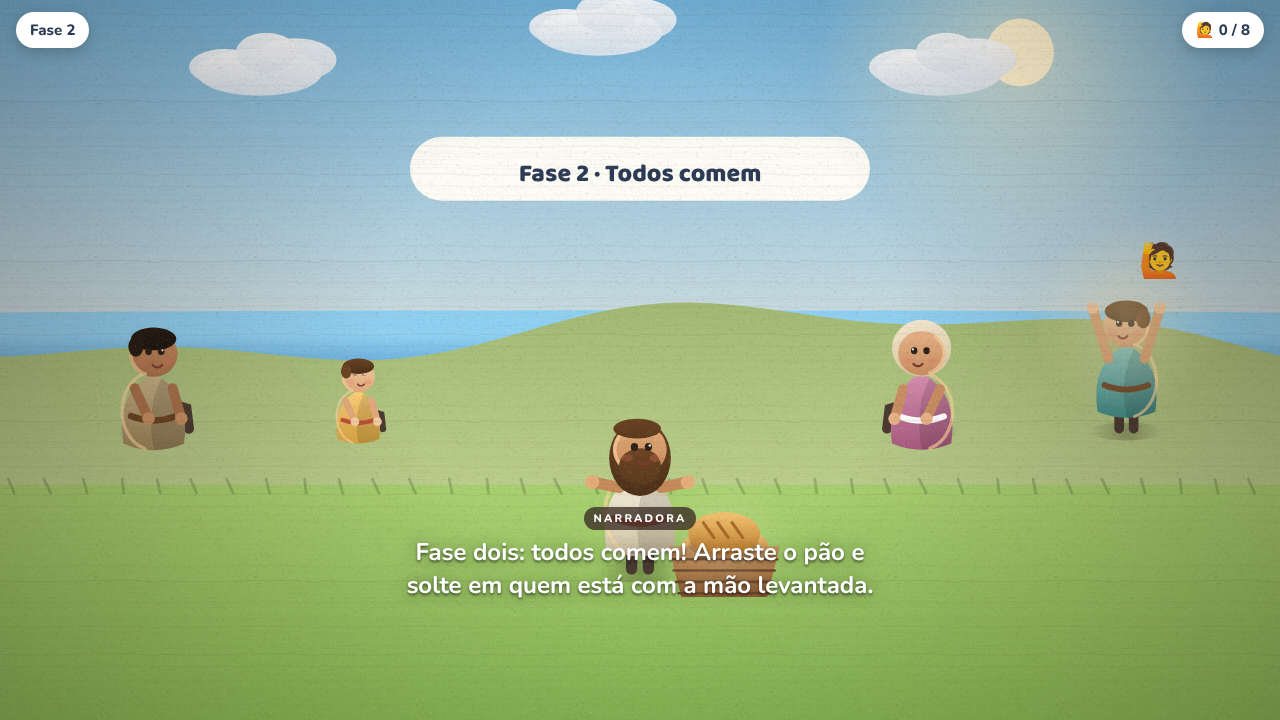 Fase 2
0 / 8
Fase 2 · Todos comem
NARRADORA
Fase dois: todos comem! Arraste o pão e
solte em quem está com a mão levantada.